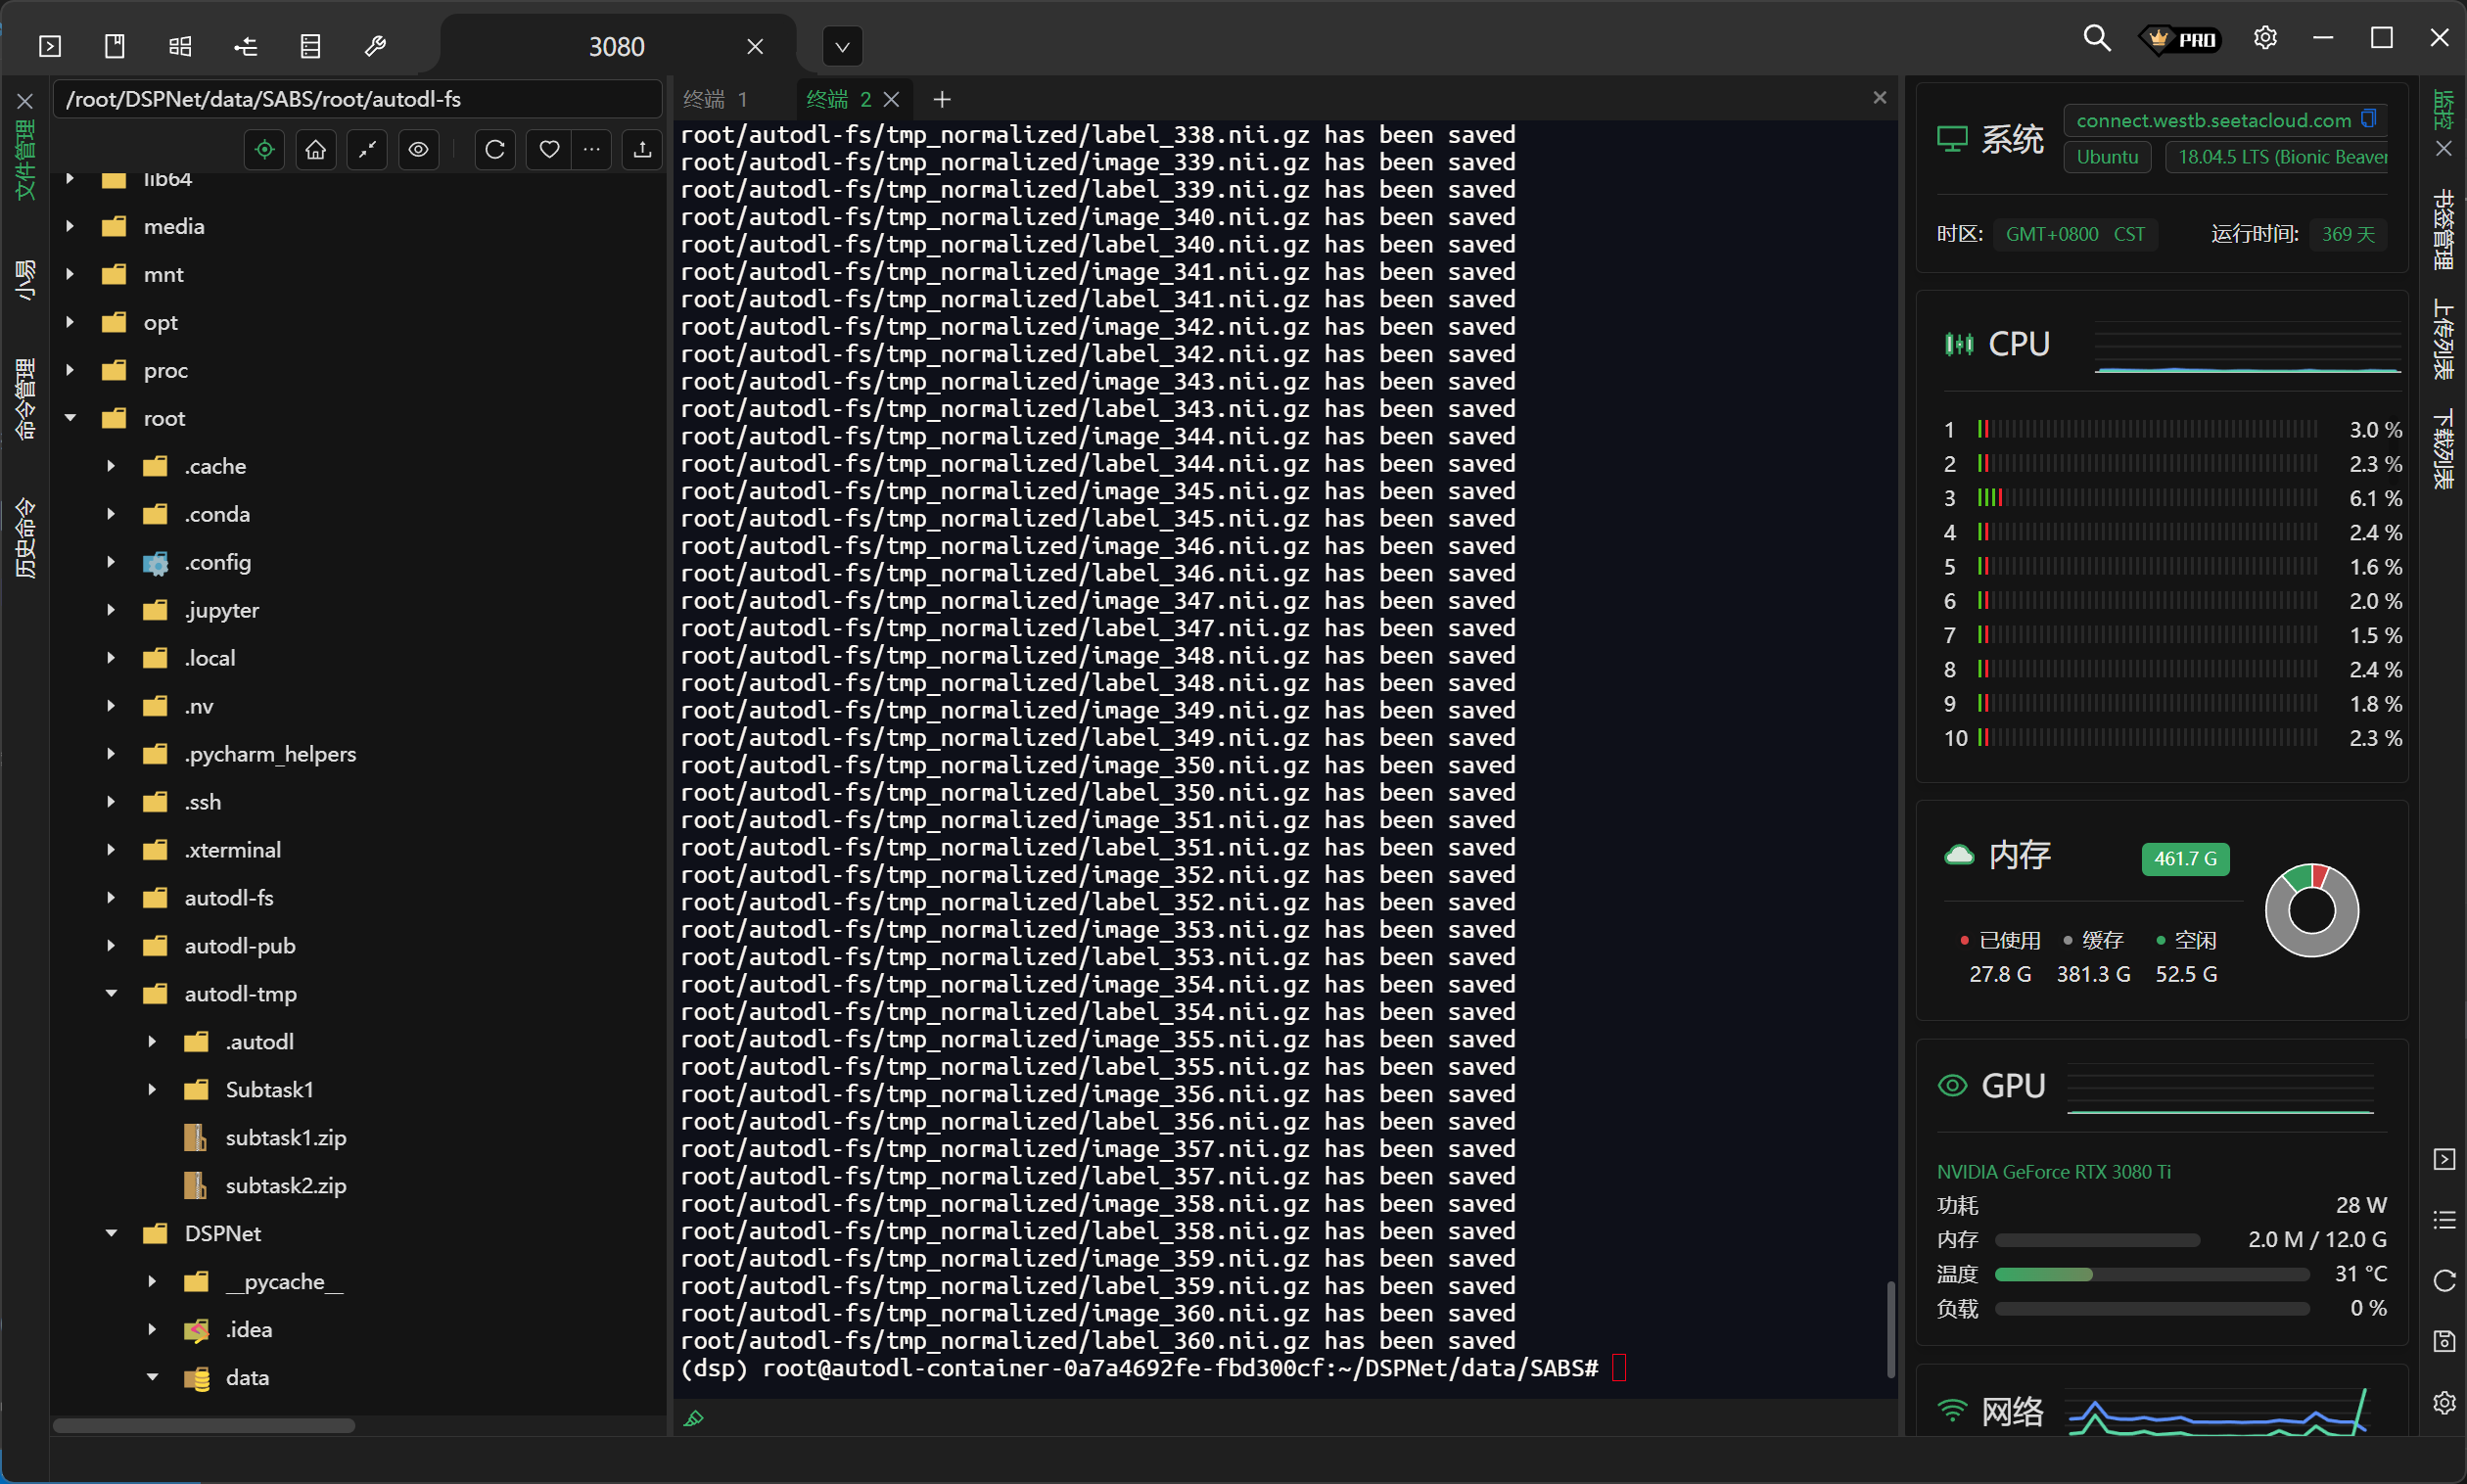 3080
PRO
/root/DSPNet/data/SABS/root/autodl-fs
文件管理
小易
命令管理
历史命令
lib64
media
mnt
opt
proc
root
.cache
.conda
.config
.jupyter
.local
.nv
.pycharm_helpers
.ssh
.xterminal
autodl-fs
autodl-pub
autodl-tmp
.autodl
Subtask1
subtask1.zip
subtask2.zip
DSPNet
__pycache__
.idea
data
终端 1
终端 2
root/autodl-fs/tmp_normalized/label_338.nii.gz has been saved
root/autodl-fs/tmp_normalized/image_339.nii.gz has been saved
root/autodl-fs/tmp_normalized/label_339.nii.gz has been saved
root/autodl-fs/tmp_normalized/image_340.nii.gz has been saved
root/autodl-fs/tmp_normalized/label_340.nii.gz has been saved
root/autodl-fs/tmp_normalized/image_341.nii.gz has been saved
root/autodl-fs/tmp_normalized/label_341.nii.gz has been saved
root/autodl-fs/tmp_normalized/image_342.nii.gz has been saved
root/autodl-fs/tmp_normalized/label_342.nii.gz has been saved
root/autodl-fs/tmp_normalized/image_343.nii.gz has been saved
root/autodl-fs/tmp_normalized/label_343.nii.gz has been saved
root/autodl-fs/tmp_normalized/image_344.nii.gz has been saved
root/autodl-fs/tmp_normalized/label_344.nii.gz has been saved
root/autodl-fs/tmp_normalized/image_345.nii.gz has been saved
root/autodl-fs/tmp_normalized/label_345.nii.gz has been saved
root/autodl-fs/tmp_normalized/image_346.nii.gz has been saved
root/autodl-fs/tmp_normalized/label_346.nii.gz has been saved
root/autodl-fs/tmp_normalized/image_347.nii.gz has been saved
root/autodl-fs/tmp_normalized/label_347.nii.gz has been saved
root/autodl-fs/tmp_normalized/image_348.nii.gz has been saved
root/autodl-fs/tmp_normalized/label_348.nii.gz has been saved
root/autodl-fs/tmp_normalized/image_349.nii.gz has been saved
root/autodl-fs/tmp_normalized/label_349.nii.gz has been saved
root/autodl-fs/tmp_normalized/image_350.nii.gz has been saved
root/autodl-fs/tmp_normalized/label_350.nii.gz has been saved
root/autodl-fs/tmp_normalized/image_351.nii.gz has been saved
root/autodl-fs/tmp_normalized/label_351.nii.gz has been saved
root/autodl-fs/tmp_normalized/image_352.nii.gz has been saved
root/autodl-fs/tmp_normalized/label_352.nii.gz has been saved
root/autodl-fs/tmp_normalized/image_353.nii.gz has been saved
root/autodl-fs/tmp_normalized/label_353.nii.gz has been saved
root/autodl-fs/tmp_normalized/image_354.nii.gz has been saved
root/autodl-fs/tmp_normalized/label_354.nii.gz has been saved
root/autodl-fs/tmp_normalized/image_355.nii.gz has been saved
root/autodl-fs/tmp_normalized/label_355.nii.gz has been saved
root/autodl-fs/tmp_normalized/image_356.nii.gz has been saved
root/autodl-fs/tmp_normalized/label_356.nii.gz has been saved
root/autodl-fs/tmp_normalized/image_357.nii.gz has been saved
root/autodl-fs/tmp_normalized/label_357.nii.gz has been saved
root/autodl-fs/tmp_normalized/image_358.nii.gz has been saved
root/autodl-fs/tmp_normalized/label_358.nii.gz has been saved
root/autodl-fs/tmp_normalized/image_359.nii.gz has been saved
root/autodl-fs/tmp_normalized/label_359.nii.gz has been saved
root/autodl-fs/tmp_normalized/image_360.nii.gz has been saved
root/autodl-fs/tmp_normalized/label_360.nii.gz has been saved
(dsp) root@autodl-container-0a7a4692fe-fbd300cf:~/DSPNet/data/SABS#
系统
connect.westb.seetacloud.com
Ubuntu
18.04.5 LTS (Bionic Beaver
时区: GMT+0800 CST
运行时间: 369 天
CPU
1 3.0 %
2 2.3 %
3 6.1 %
4 2.4 %
5 1.6 %
6 2.0 %
7 1.5 %
8 2.4 %
9 1.8 %
10 2.3 %
内存
461.7 G
已使用 缓存 空闲
27.8 G 381.3 G 52.5 G
GPU
NVIDIA GeForce RTX 3080 Ti
功耗 28 W
内存 2.0 M / 12.0 G
温度 31 °C
负载 0 %
网络
监控
书签管理
上传列表
下载列表